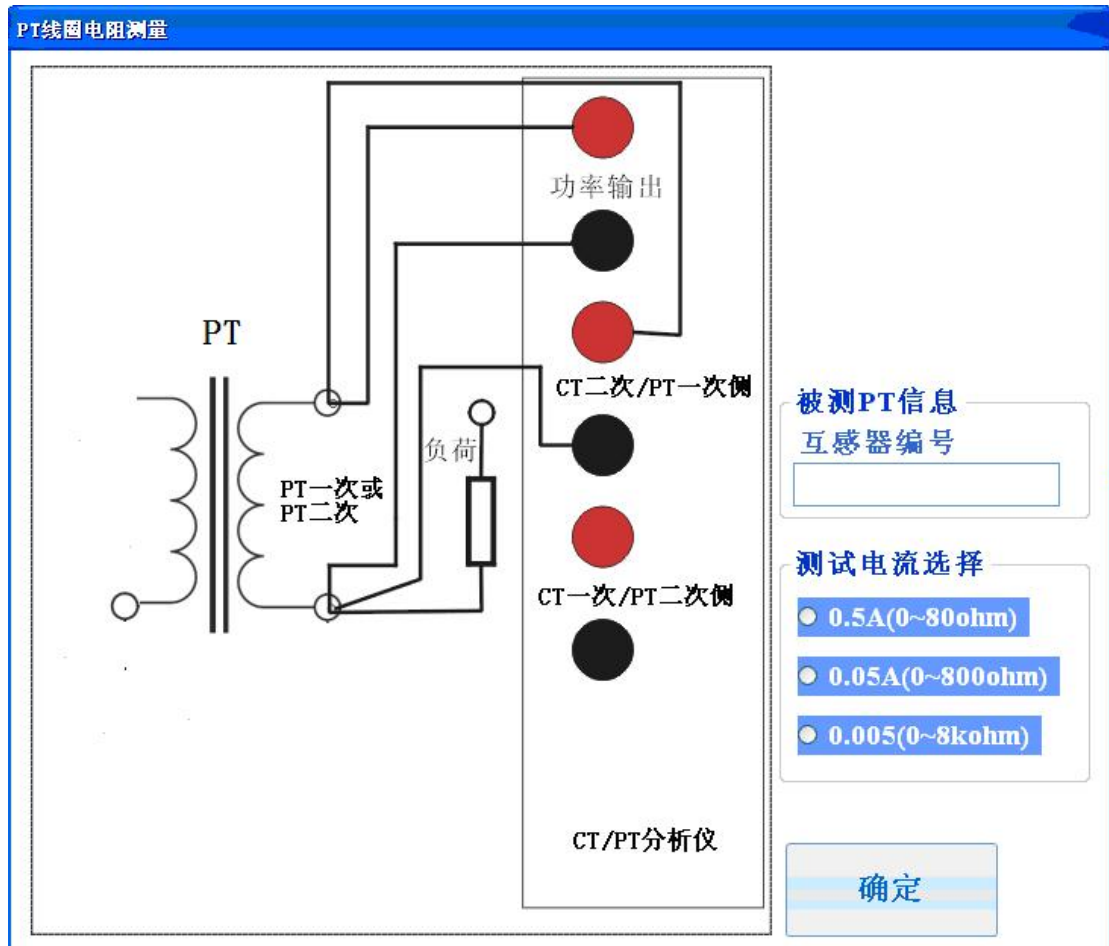 PT线圈电阻测量
功率输出
PT
CT二次/PT一次侧
负荷
PT一次或
PT二次
CT一次/PT二次侧
CT/PT分析仪
被测PT信息
互感器编号
测试电流选择
0.5A(0~80ohm)
0.05A(0~800ohm)
0.005(0~8kohm)
确定